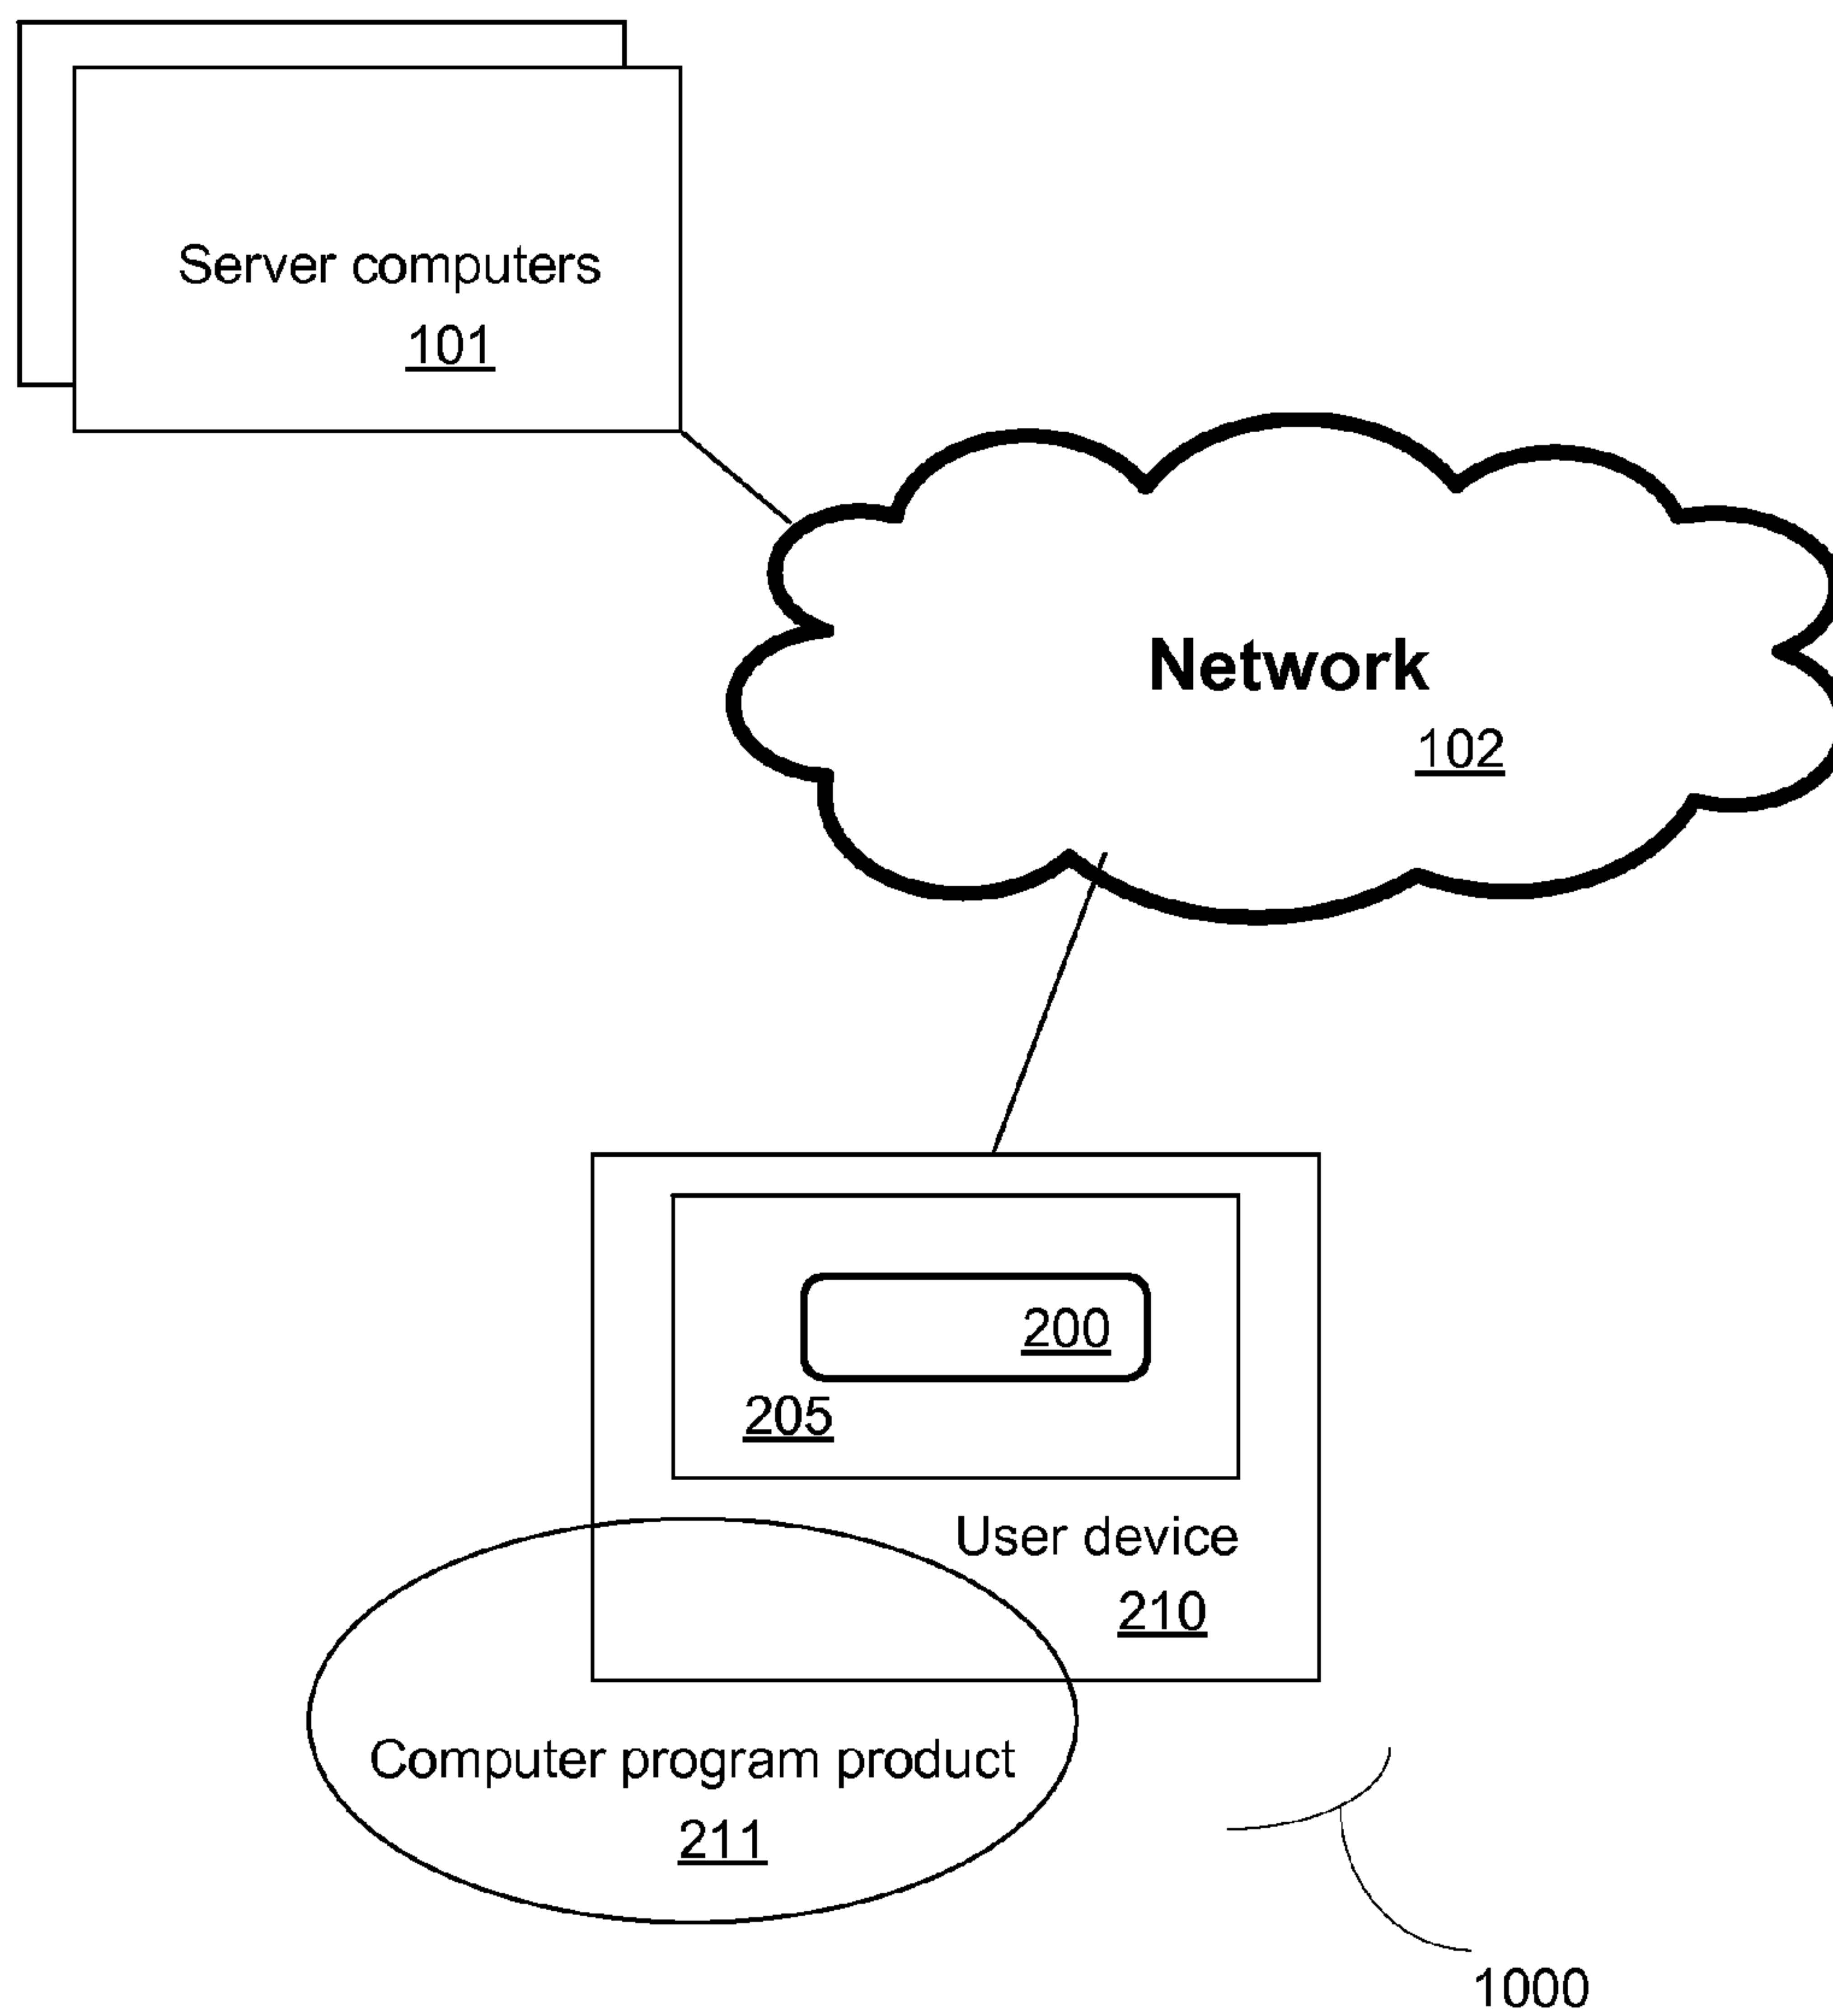 Server computers
101
Network
102
200
205
User device
210
Computer program product
211
1000